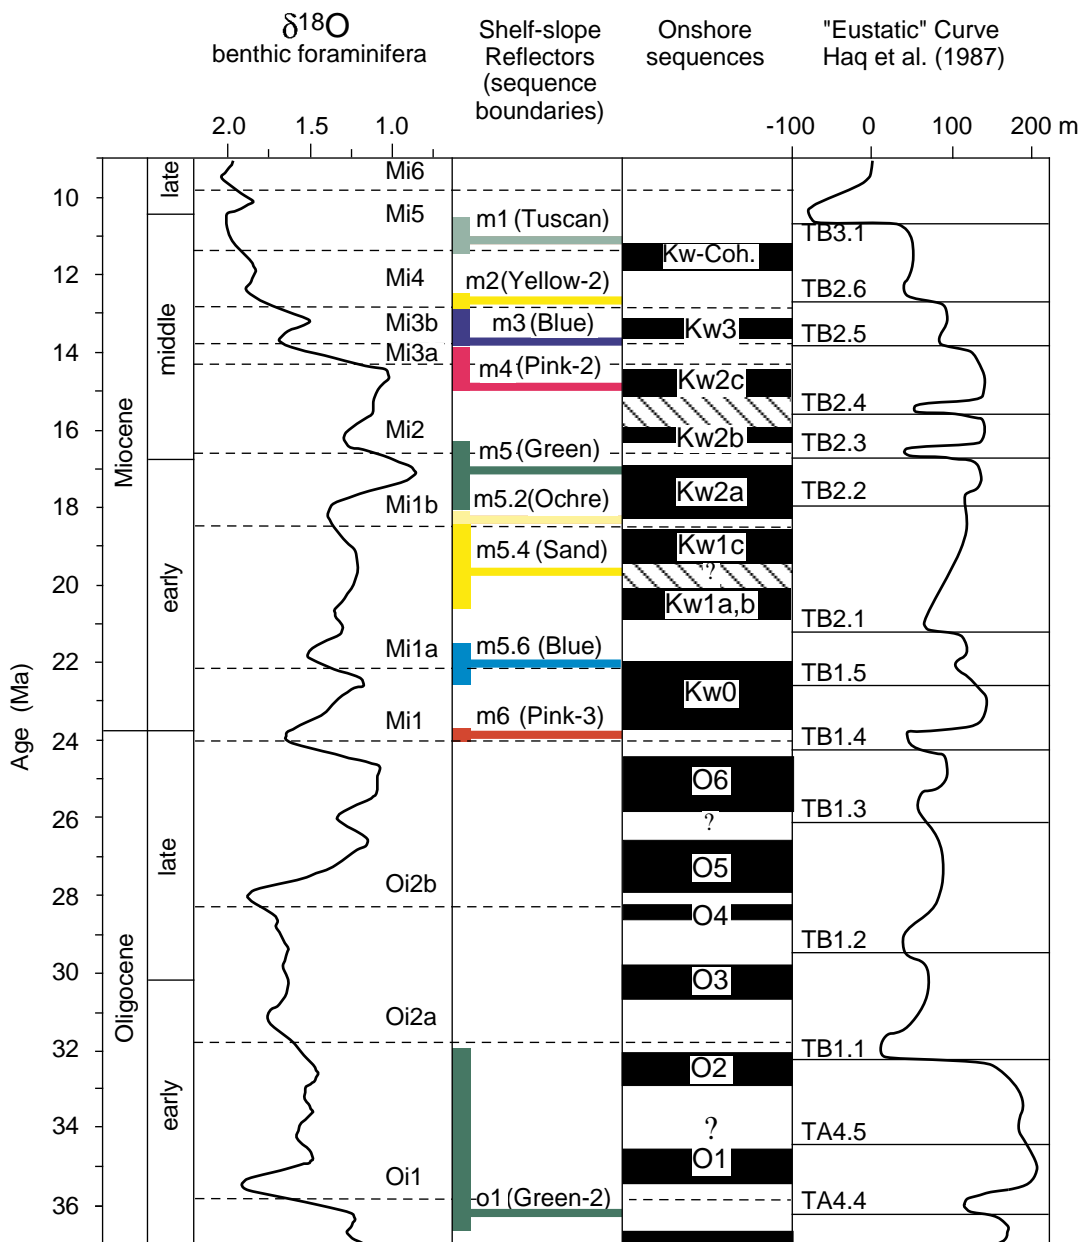 δ18O
benthic foraminifera
Shelf-slope
Reflectors
(sequence
boundaries)
Onshore
sequences
"Eustatic" Curve
Haq et al. (1987)
2.0 1.5 1.0
-100 0 100 200 m
Age (Ma)
10
12
14
16
18
20
22
24
26
28
30
32
34
36
Miocene
Oligocene
late
middle
early
late
early
Mi6
Mi5
Mi4
Mi3b
Mi3a
Mi2
Mi1b
Mi1a
Mi1
Oi2b
Oi2a
Oi1
m1 (Tuscan)
m2 (Yellow-2)
m3 (Blue)
m4 (Pink-2)
m5 (Green)
m5.2(Ochre)
m5.4 (Sand)
m5.6 (Blue)
m6 (Pink-3)
o1 (Green-2)
Kw-Coh.
Kw3
Kw2c
Kw2b
Kw2a
Kw1c
?
Kw1a,b
Kw0
O6
?
O5
O4
O3
O2
?
O1
TB3.1
TB2.6
TB2.5
TB2.4
TB2.3
TB2.2
TB2.1
TB1.5
TB1.4
TB1.3
TB1.2
TB1.1
TA4.5
TA4.4